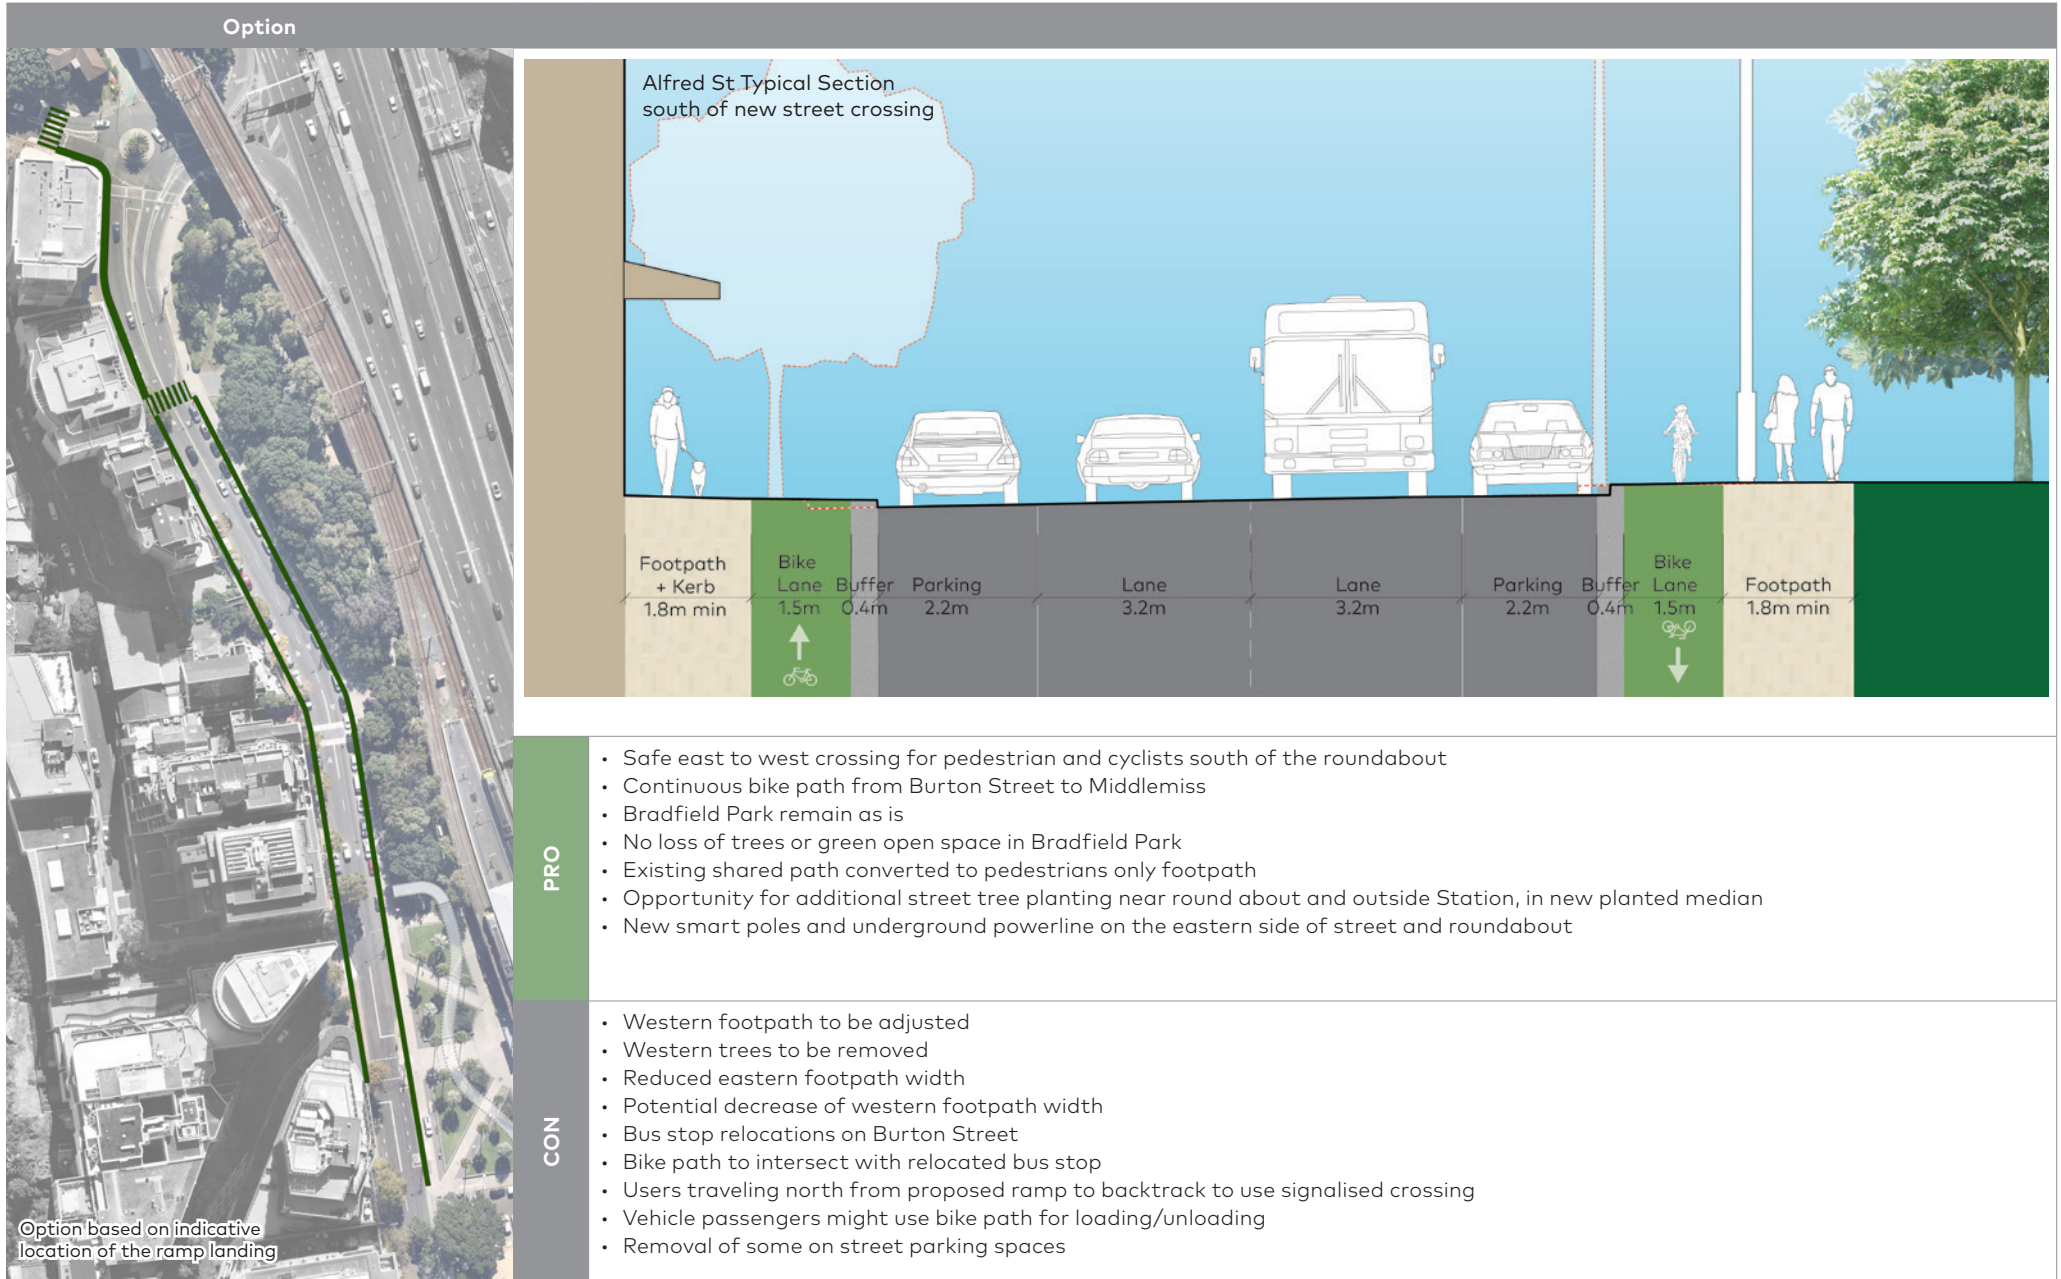 Option
Option based on indicative
location of the ramp landing
Alfred St Typical Section
south of new street crossing
Footpath
+ Kerb
1.8m min
Bike
Lane
1.5m
Buffer
0.4m
Parking
2.2m
Lane
3.2m
Lane
3.2m
Parking
2.2m
Buffer
0.4m
Bike
Lane
1.5m
Footpath
1.8m min
PRO
• Safe east to west crossing for pedestrian and cyclists south of the roundabout
• Continuous bike path from Burton Street to Middlemiss
• Bradfield Park remain as is
• No loss of trees or green open space in Bradfield Park
• Existing shared path converted to pedestrians only footpath
• Opportunity for additional street tree planting near round about and outside Station, in new planted median
• New smart poles and underground powerline on the eastern side of street and roundabout
CON
• Western footpath to be adjusted
• Western trees to be removed
• Reduced eastern footpath width
• Potential decrease of western footpath width
• Bus stop relocations on Burton Street
• Bike path to intersect with relocated bus stop
• Users traveling north from proposed ramp to backtrack to use signalised crossing
• Vehicle passengers might use bike path for loading/unloading
• Removal of some on street parking spaces